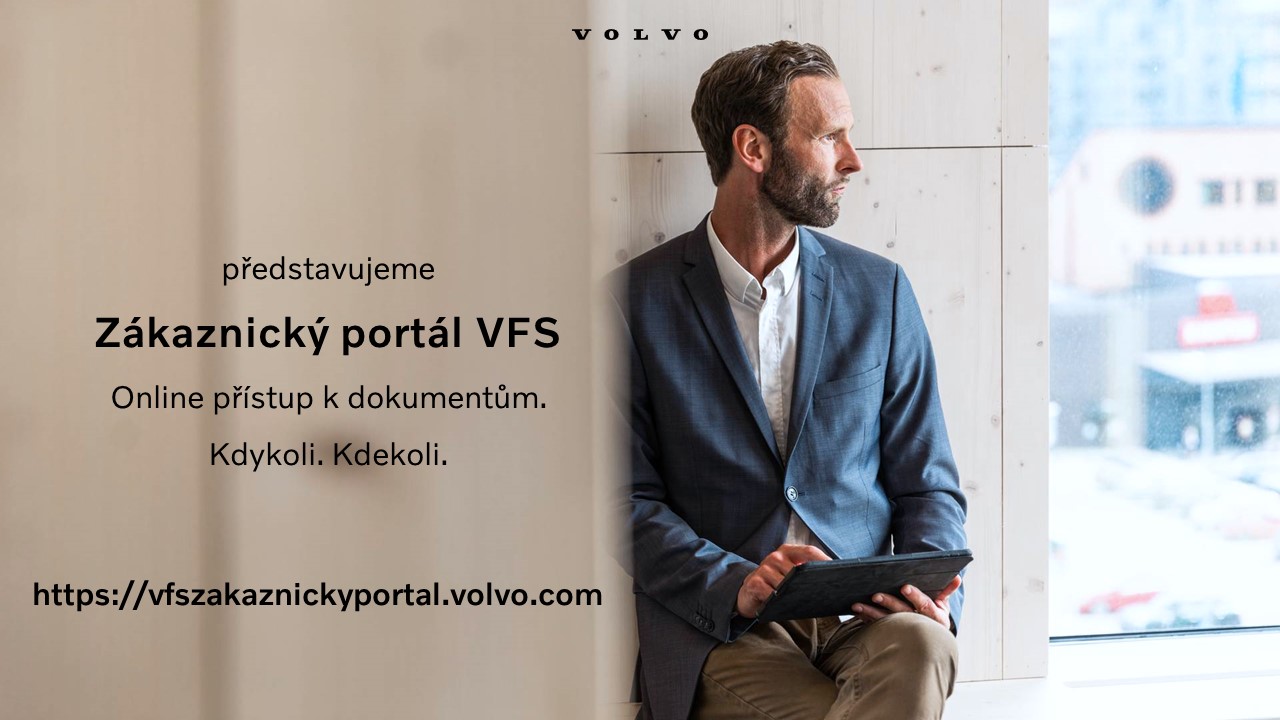 VOLVO
představujeme
Zákaznický portál VFS
Online přístup k dokumentům.
Kdykoli. Kdekoli.
https://vfszakaznickyportal.volvo.com